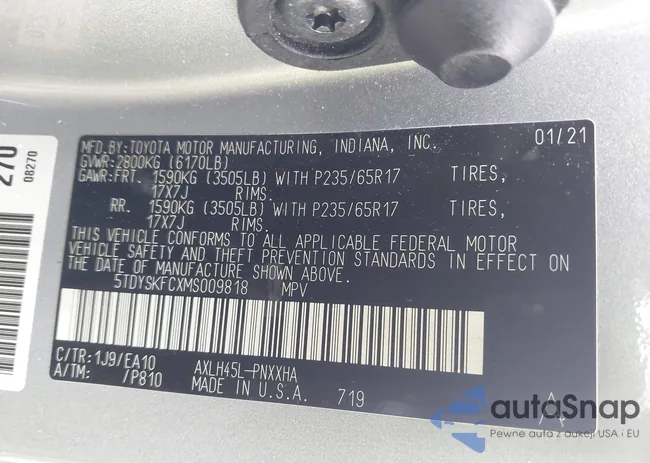 270
08270
MFD. BY: TOYOTA MOTOR MANUFACTURING, INDIANA, INC. 01/21
GVWR: 2800KG (6170LB)
GAWR: FRT. 1590KG (3505LB) WITH P235/65R17 TIRES,
17X7J RIMS.
RR. 1590KG (3505LB) WITH P235/65R17 TIRES,
17X7J RIMS.
THIS VEHICLE CONFORMS TO ALL APPLICABLE FEDERAL MOTOR
VEHICLE SAFETY AND THEFT PREVENTION STANDARDS IN EFFECT ON
THE DATE OF MANUFACTURE SHOWN ABOVE.
5TDYSKFCXMS009818 MPV
C/TR: 1J9/EA10 AXLH45L-PNXXHA
A/TM: /P810 MADE IN U.S.A. 719
autaSnap
Pewne auta z aukcji USA i EU